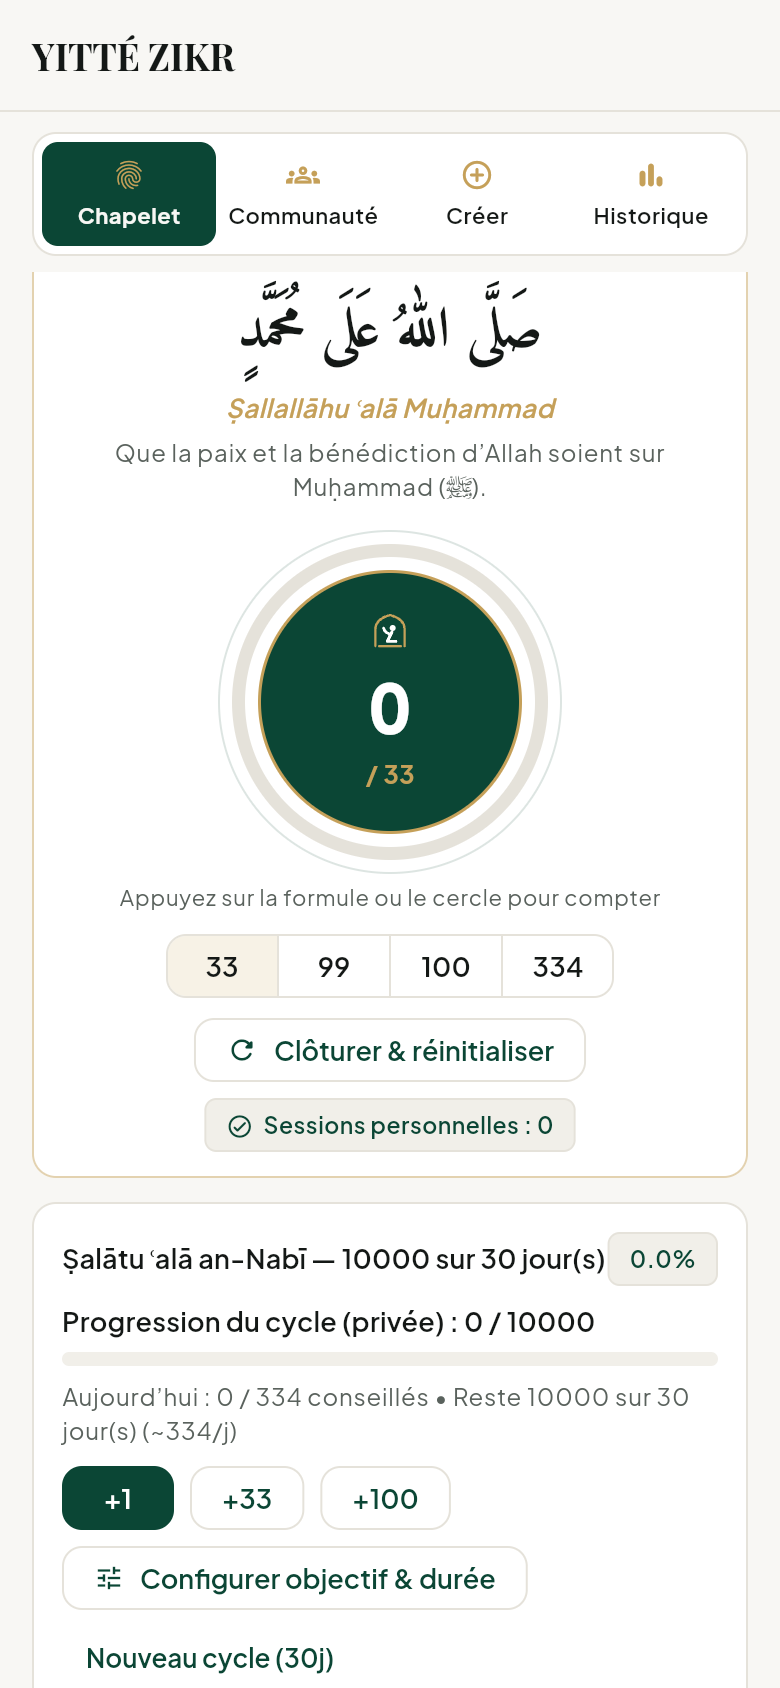 YITTÉ ZIKR
Chapelet
Communauté
Créer
Historique
صَلَّى اللهُ عَلَى مُحَمَّدٍ
Ṣallallāhu ʿalā Muḥammad
Que la paix et la bénédiction d’Allah soient sur
Muḥammad (ﷺ).
0
/ 33
Appuyez sur la formule ou le cercle pour compter
33
99
100
334
Clôturer & réinitialiser
Sessions personnelles : 0
Ṣalātu ʿalā an-Nabī — 10000 sur 30 jour(s)
0.0%
Progression du cycle (privée) : 0 / 10000
Aujourd’hui : 0 / 334 conseillés • Reste 10000 sur 30
jour(s) (~334/j)
+1
+33
+100
Configurer objectif & durée
Nouveau cycle (30j)